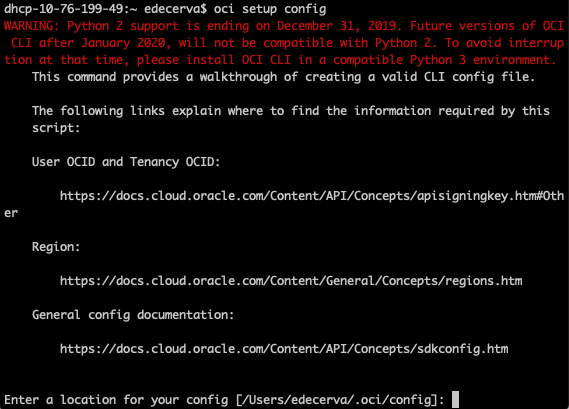 dhcp-10-76-199-49:~ edecerva$ oci setup config
WARNING: Python 2 support is ending on December 31, 2019. Future versions of OCI
 CLI after January 2020, will not be compatible with Python 2. To avoid interrup
tion at that time, please install OCI CLI in a compatible Python 3 environment.
    This command provides a walkthrough of creating a valid CLI config file.
    The following links explain where to find the information required by this
    script:
    User OCID and Tenancy OCID:
        https://docs.cloud.oracle.com/Content/API/Concepts/apisigningkey.htm#Oth
er
    Region:
        https://docs.cloud.oracle.com/Content/General/Concepts/regions.htm
    General config documentation:
        https://docs.cloud.oracle.com/Content/API/Concepts/sdkconfig.htm
Enter a location for your config [/Users/edecerva/.oci/config]: